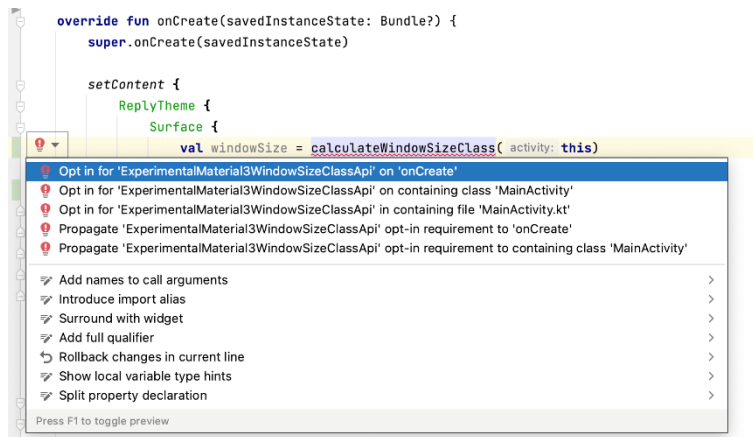 override fun onCreate(savedInstanceState: Bundle?) {
super.onCreate(savedInstanceState)
setContent {
ReplyTheme {
Surface {
val windowSize = calculateWindowSizeClass( activity: this)
Opt in for 'ExperimentalMaterial3WindowSizeClassApi' on 'onCreate'
Opt in for 'ExperimentalMaterial3WindowSizeClassApi' on containing class 'MainActivity'
Opt in for 'ExperimentalMaterial3WindowSizeClassApi' in containing file 'MainActivity.kt'
Propagate 'ExperimentalMaterial3WindowSizeClassApi' opt-in requirement to 'onCreate'
Propagate 'ExperimentalMaterial3WindowSizeClassApi' opt-in requirement to containing class 'MainActivity'
Add names to call arguments
Introduce import alias
Surround with widget
Add full qualifier
Rollback changes in current line
Show local variable type hints
Split property declaration
Press F1 to toggle preview